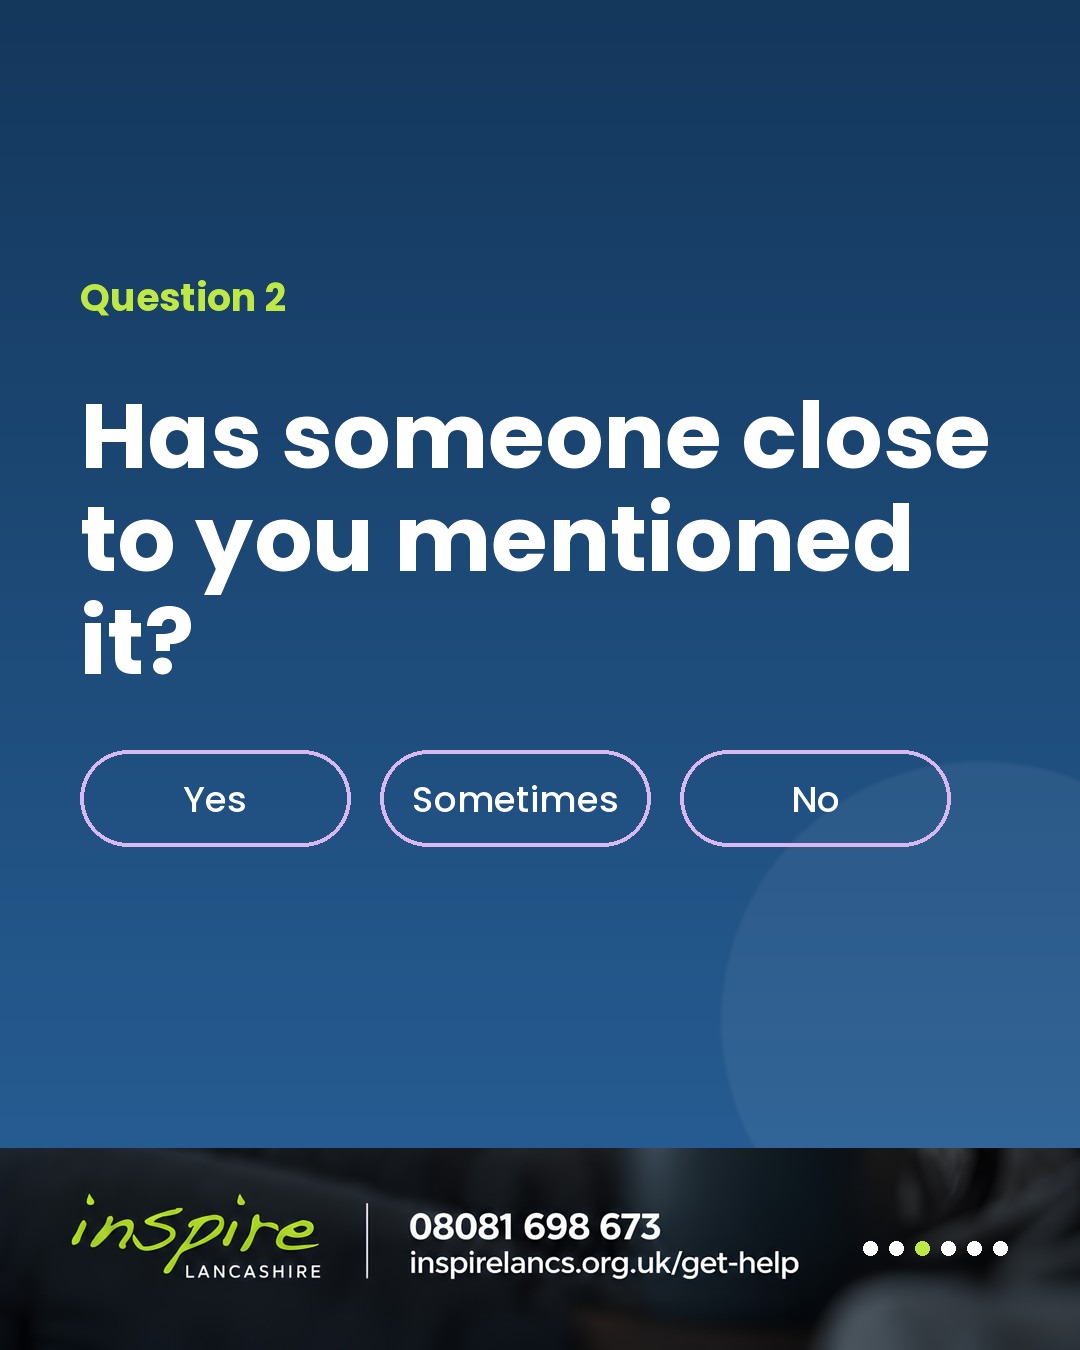 Question 2
Has someone close
to you mentioned
it?
Yes
Sometimes
No
inspire
LANCASHIRE
08081 698 673
inspirelancs.org.uk/get-help